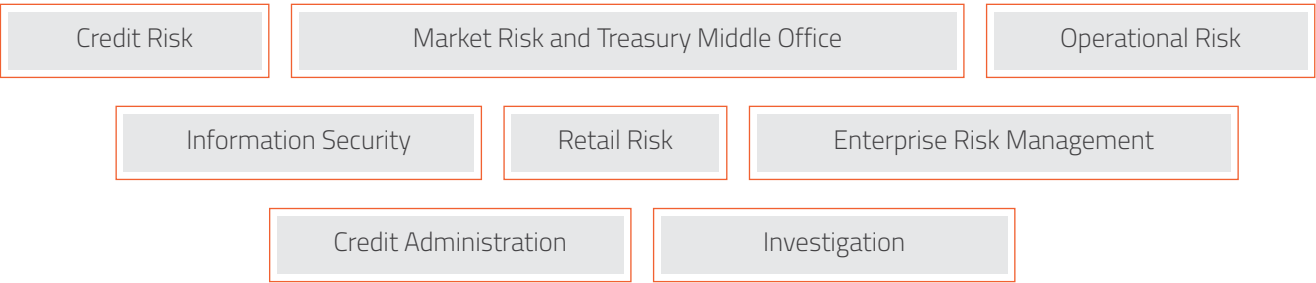 Credit Risk
Market Risk and Treasury Middle Office
Operational Risk
Information Security
Retail Risk
Enterprise Risk Management
Credit Administration
Investigation